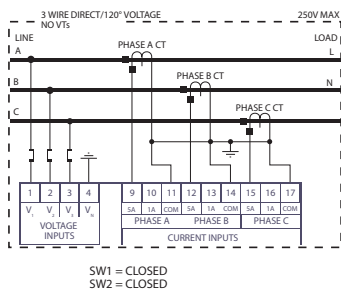 3 WIRE DIRECT/120° VOLTAGE
NO VTs
250V MAX
LINE
LOAD
A
PHASE A CT
L
B
PHASE B CT
N
C
PHASE C CT
1 2 3 4 9 10 11 12 13 14 15 16 17
V1 V2 V3 VN 5A 1A COM 5A 1A COM 5A 1A COM
VOLTAGE INPUTS
PHASE A PHASE B PHASE C
CURRENT INPUTS
SW1 = CLOSED
SW2 = CLOSED